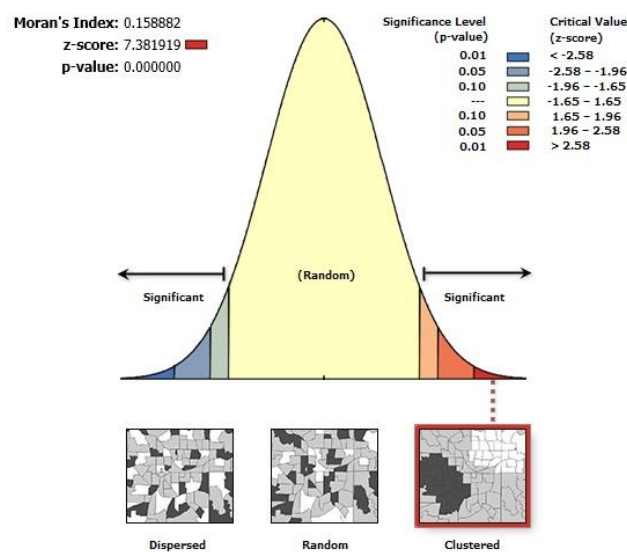 Moran's Index: 0.158882
z-score: 7.381919
p-value: 0.000000
Significance Level
(p-value)
Critical Value
(z-score)
0.01 < -2.58
0.05 -2.58 – -1.96
0.10 -1.96 – -1.65
--- -1.65 – 1.65
0.10 1.65 – 1.96
0.05 1.96 – 2.58
0.01 > 2.58
(Random)
Significant
Significant
Dispersed
Random
Clustered